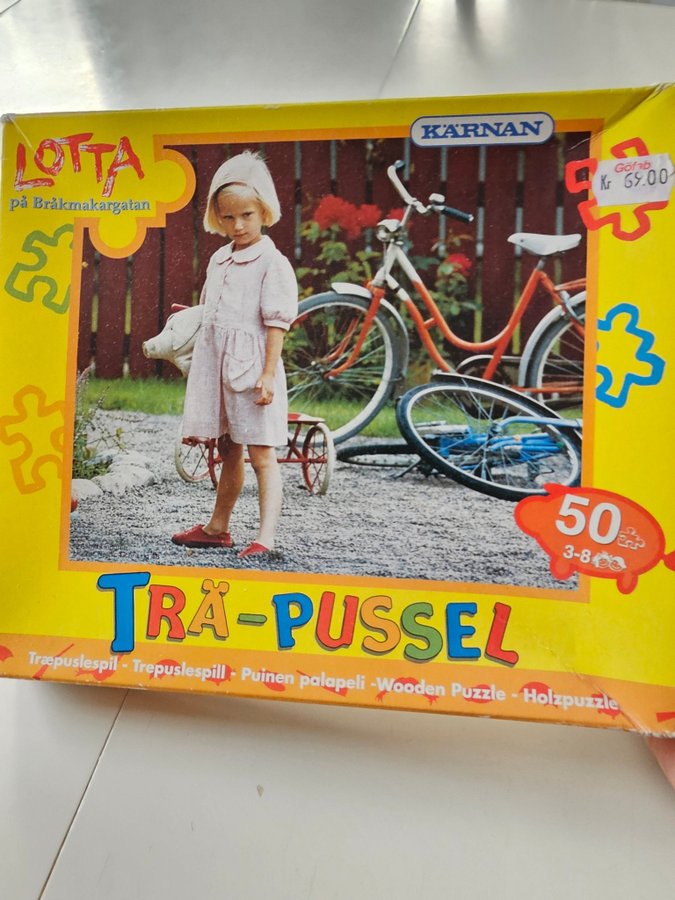 KÄRNAN
LOTTA
på Bråkmakargatan
Göfab
Kr 69.00
50
3-8
TRÄ-PUSSEL
Træpuslespil - Trepuslespill - Puinen palapeli -Wooden Puzzle - Holzpuzzle